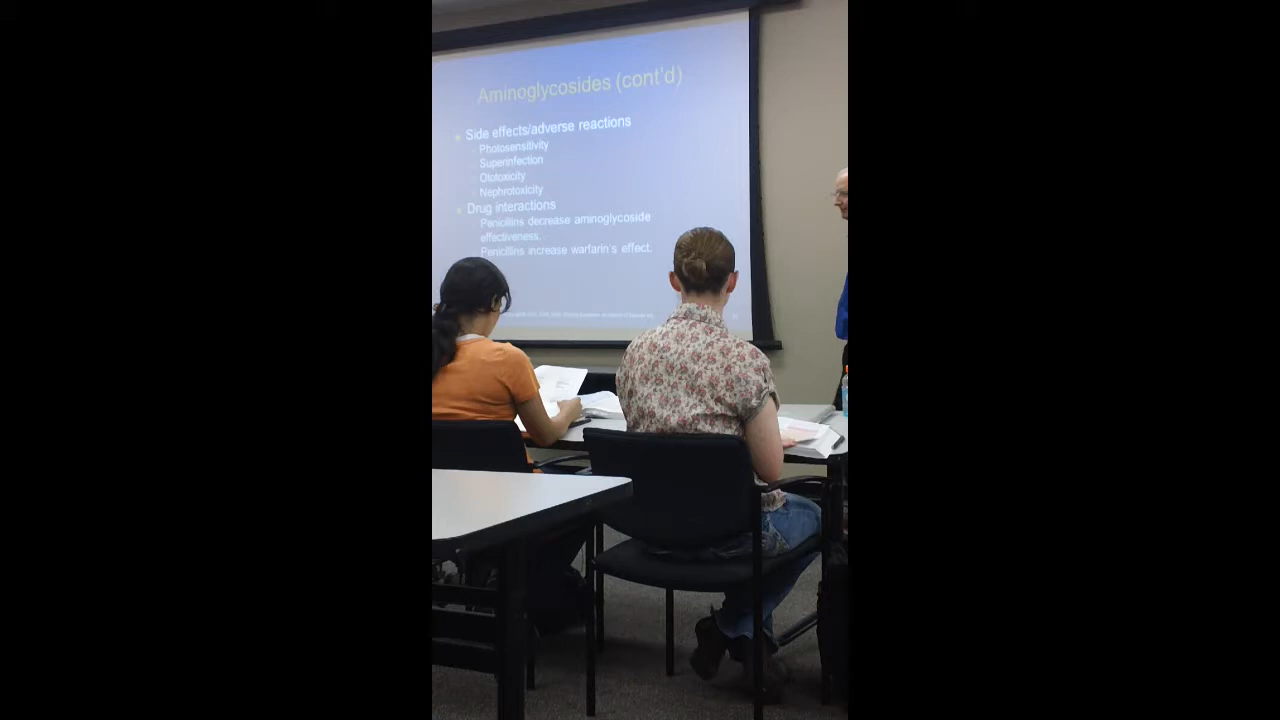 Aminoglycosides (cont'd)
Side effects/adverse reactions
Photosensitivity
Superinfection
Ototoxicity
Nephrotoxicity
Drug interactions
Penicillins decrease aminoglycoside
effectiveness.
Penicillins increase warfarin's effect.